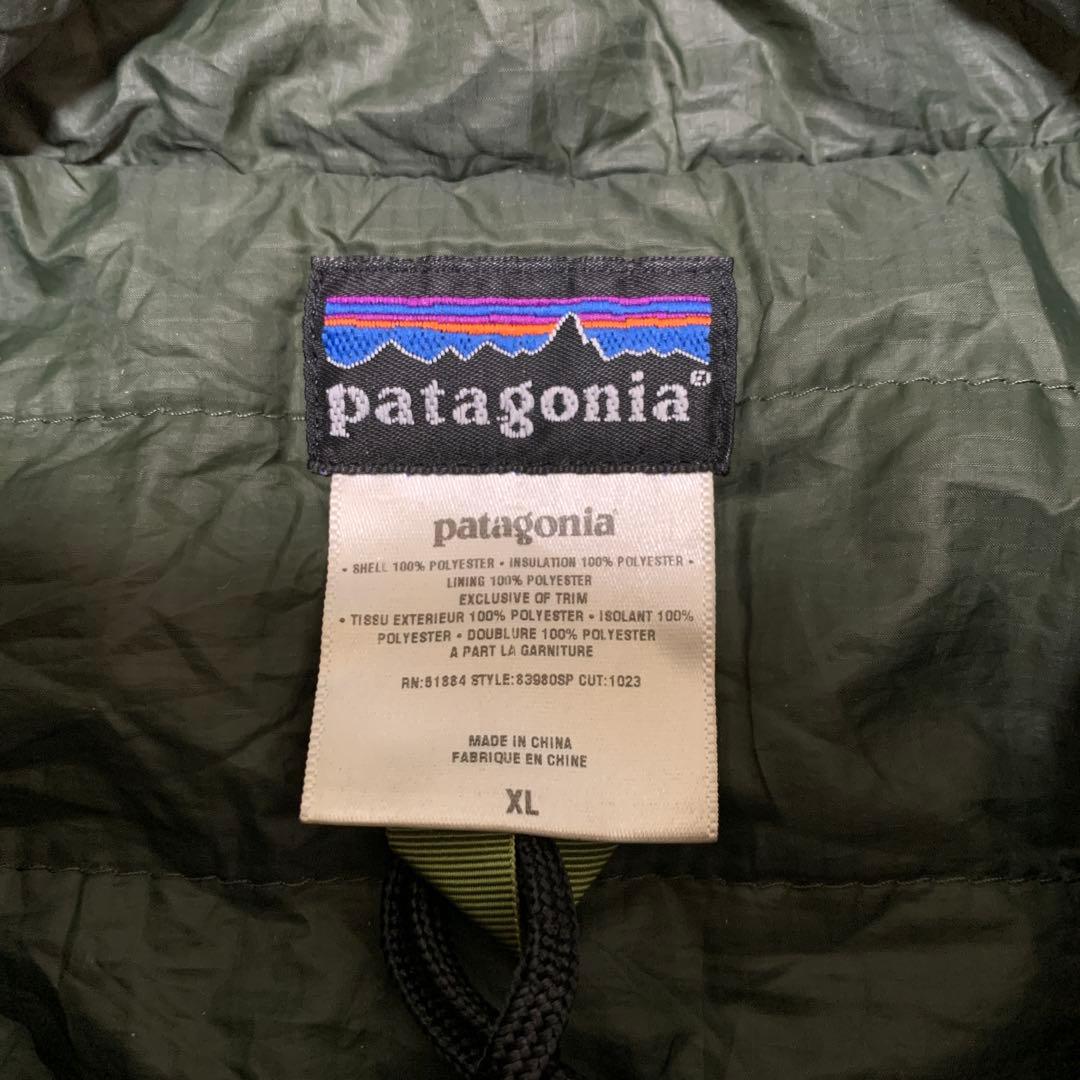 patagonia®
patagonia®
• SHELL 100% POLYESTER • INSULATION 100% POLYESTER •
LINING 100% POLYESTER
EXCLUSIVE OF TRIM
• TISSU EXTERIEUR 100% POLYESTER • ISOLANT 100%
POLYESTER • DOUBLURE 100% POLYESTER
A PART LA GARNITURE
RN:51884 STYLE:83980SP CUT:1023
MADE IN CHINA
FABRIQUE EN CHINE
XL